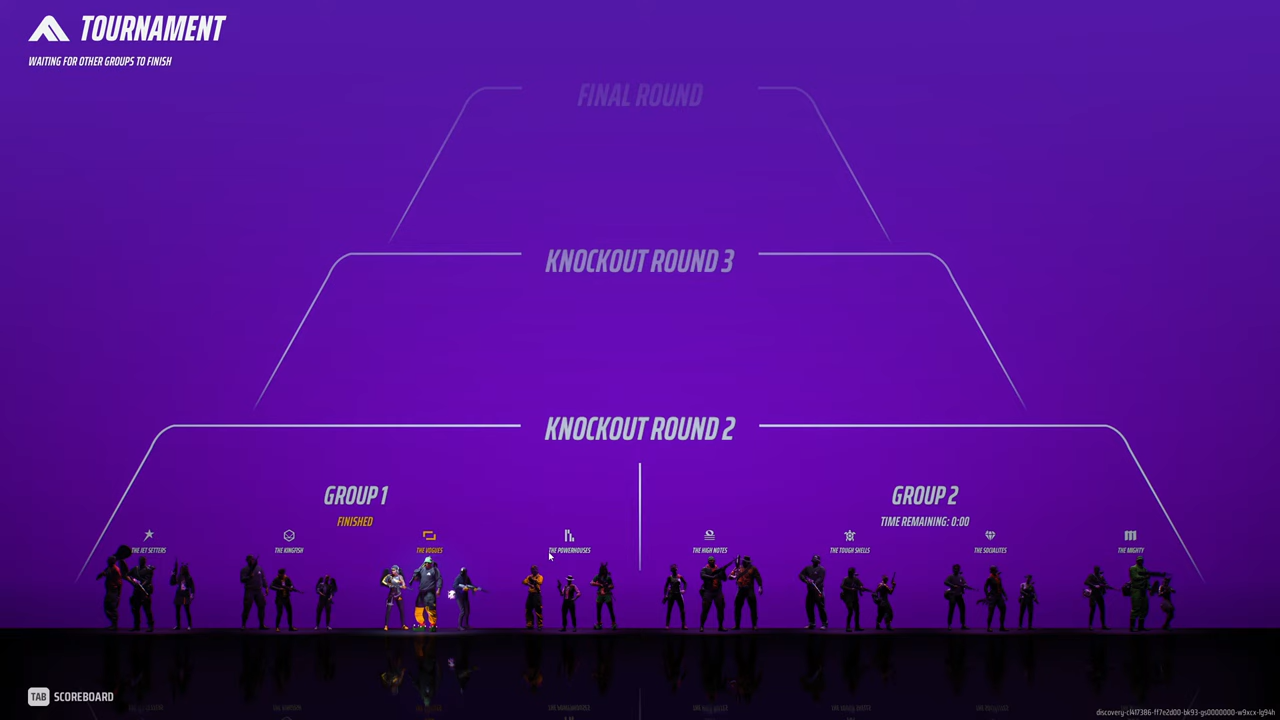 TOURNAMENT
WAITING FOR OTHER GROUPS TO FINISH
FINAL ROUND
KNOCKOUT ROUND 3
KNOCKOUT ROUND 2
GROUP 1
FINISHED
GROUP 2
TIME REMAINING: 0:00
THE JET SETTERS
THE KINGFISH
THE VOGUES
THE POWERHOUSES
THE HIGH NOTES
THE TOUGH SHELLS
THE SOCIALITES
THE MIGHTY
TAB SCOREBOARD